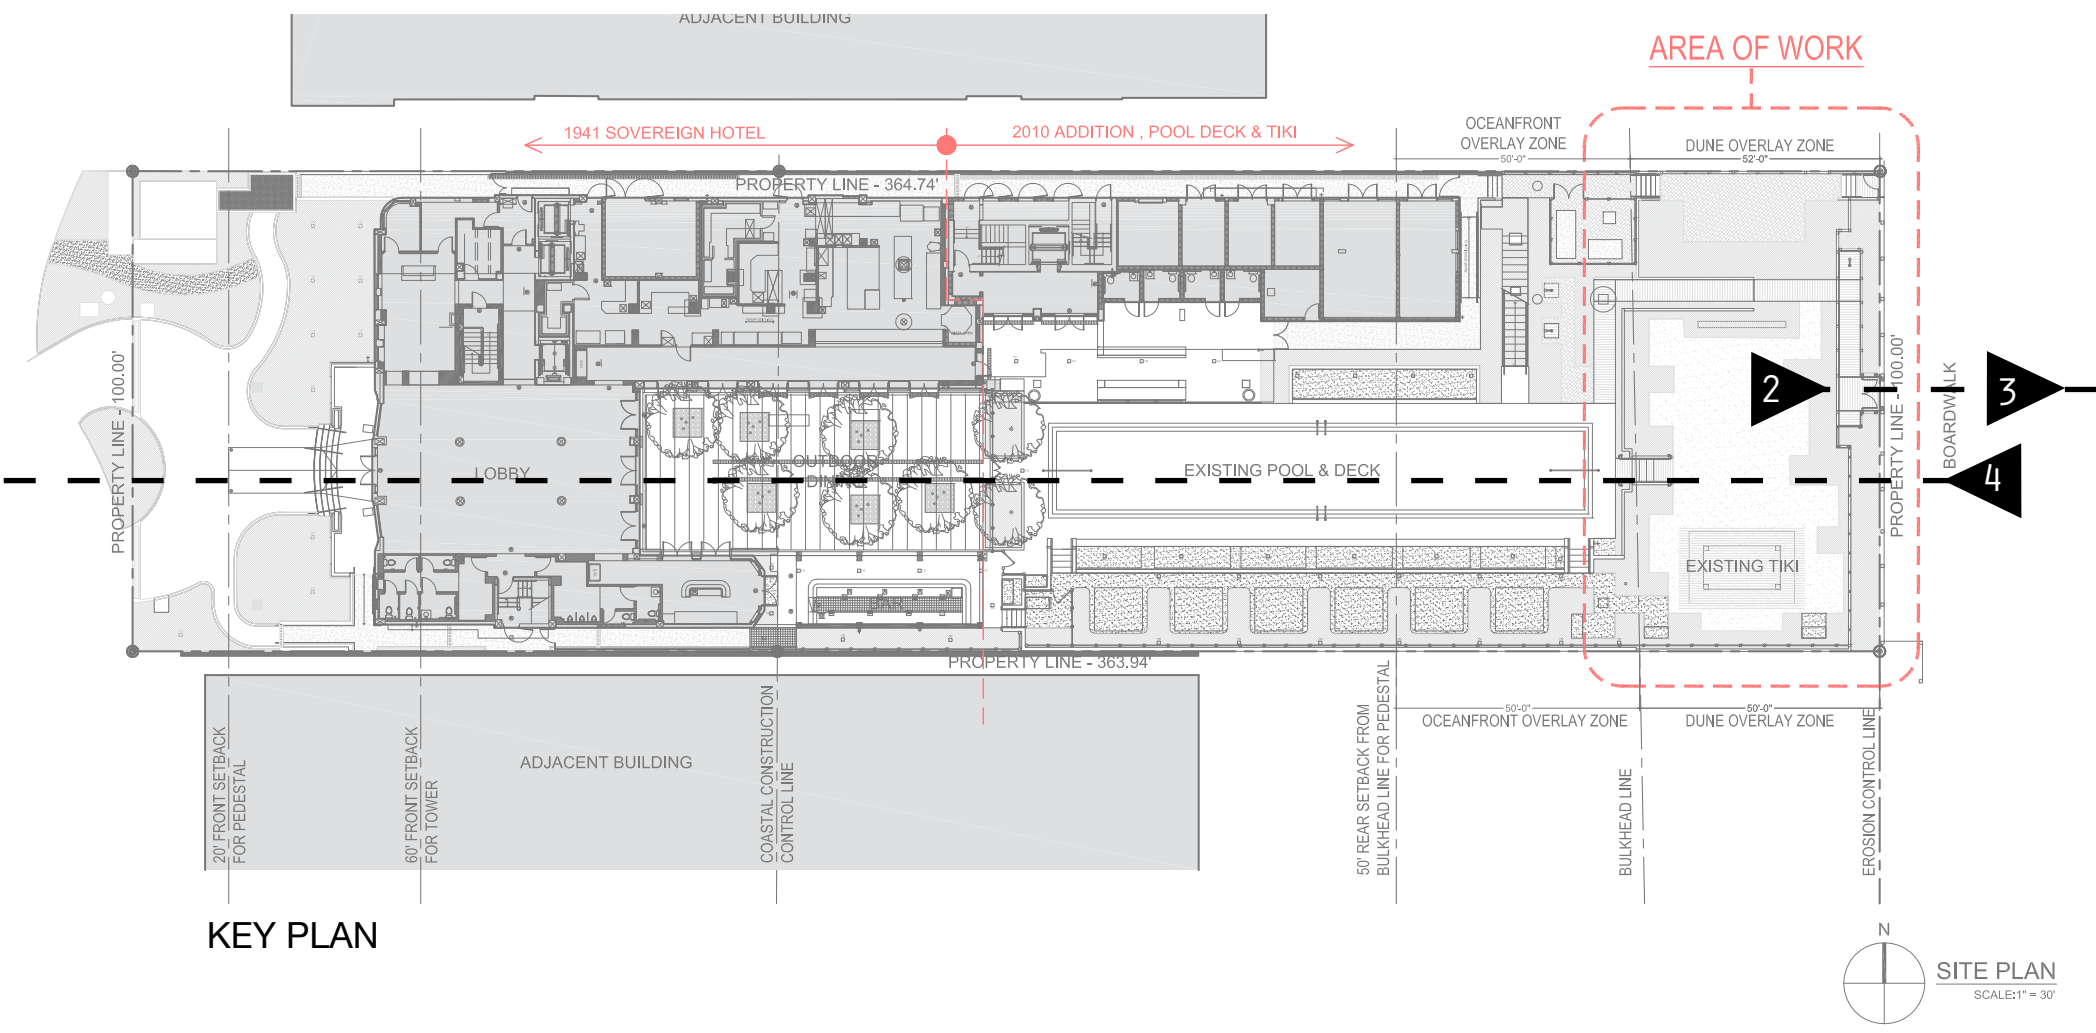 ADJACENT BUILDING
AREA OF WORK
1941 SOVEREIGN HOTEL
2010 ADDITION , POOL DECK & TIKI
OCEANFRONT
OVERLAY ZONE
50'-0"
DUNE OVERLAY ZONE
52'-0"
PROPERTY LINE - 364.74'
PROPERTY LINE - 100.00'
LOBBY
OUTDOOR
DINING
EXISTING POOL & DECK
2
3
4
PROPERTY LINE - 100.00'
BOARDWALK
EXISTING TIKI
BAR
PROPERTY LINE - 363.94'
20' FRONT SETBACK
FOR PEDESTAL
60' FRONT SETBACK
FOR TOWER
ADJACENT BUILDING
COASTAL CONSTRUCTION
CONTROL LINE
50' REAR SETBACK FROM
BULKHEAD LINE FOR PEDESTAL
50'-0"
OCEANFRONT OVERLAY ZONE
50'-0"
DUNE OVERLAY ZONE
BULKHEAD LINE
EROSION CONTROL LINE
KEY PLAN
N
SITE PLAN
SCALE:1" = 30'